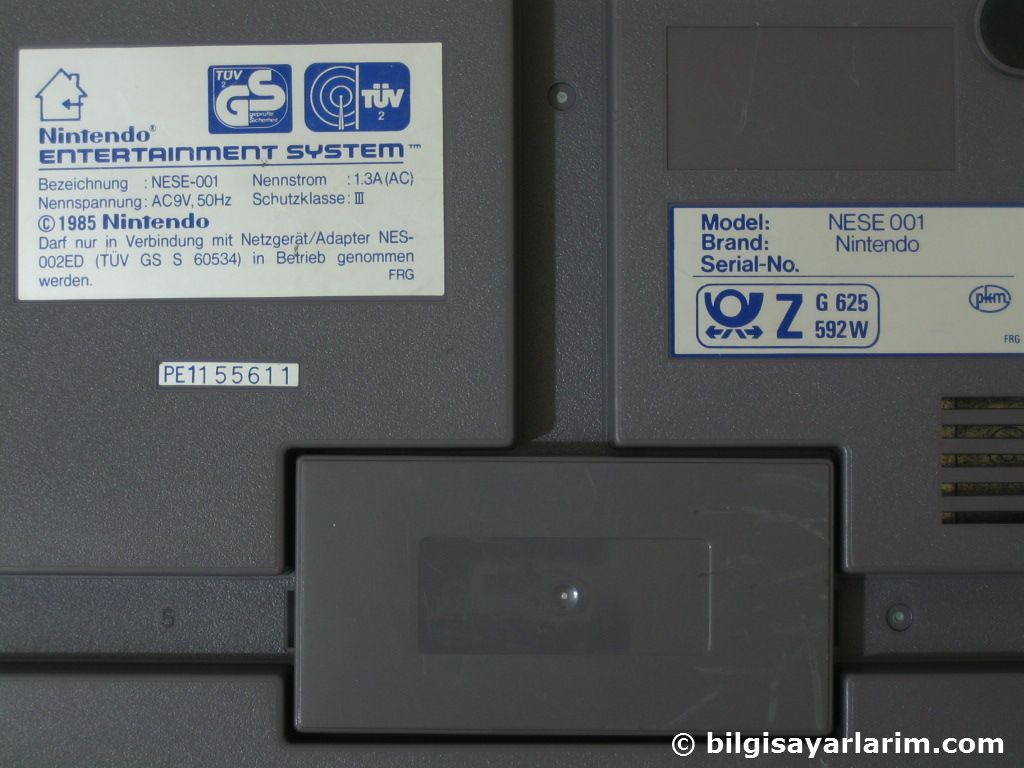 TÜV
2
GS
geprüfte
Sicherheit
TÜV
2
Nintendo®
ENTERTAINMENT SYSTEM™
Bezeichnung : NESE-001 Nennstrom : 1.3A (AC)
Nennspannung : AC9V, 50Hz Schutzklasse : III
© 1985 Nintendo
Darf nur in Verbindung mit Netzgerät/Adapter NES-
002ED (TÜV GS S 60534) in Betrieb genommen
werden. FRG
PE1155611
Model: NESE 001
Brand: Nintendo
Serial-No.
Z G 625
592W
pkm
FRG
5
© bilgisayarlarim.com